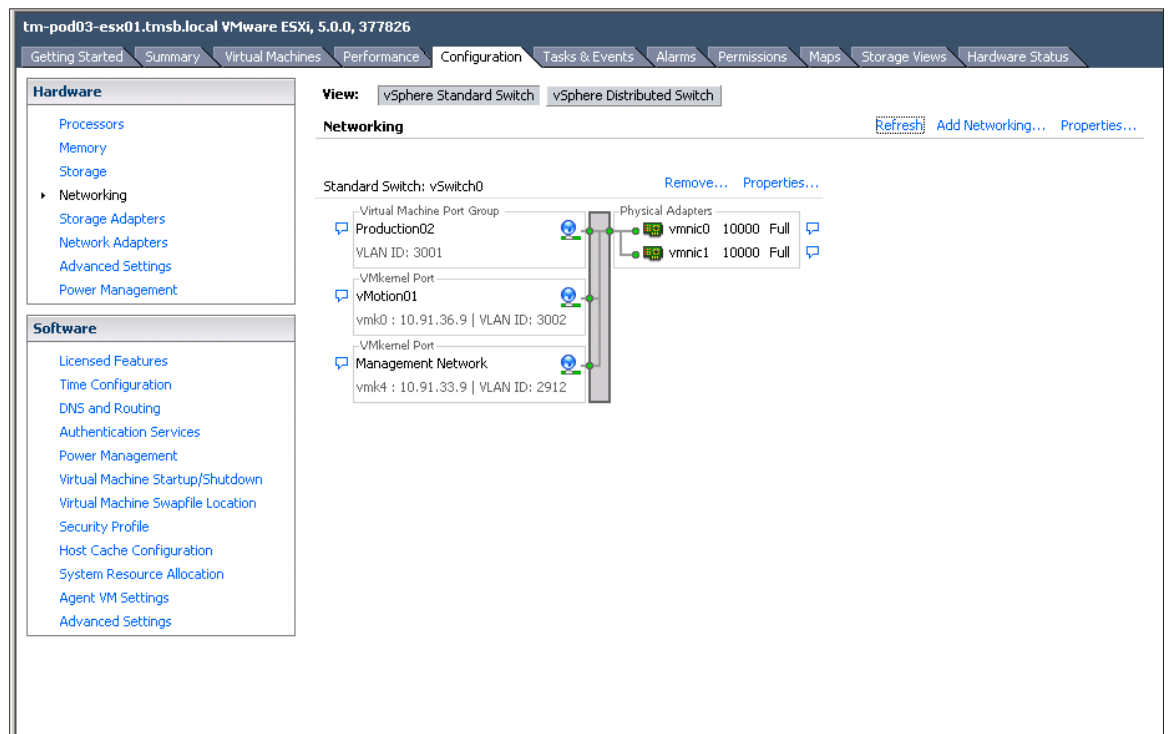 tm-pod03-esx01.tmsb.local VMware ESXi, 5.0.0, 377826
Getting Started Summary Virtual Machines Performance Configuration Tasks & Events Alarms Permissions Maps Storage Views Hardware Status
Hardware
Processors
Memory
Storage
Networking
Storage Adapters
Network Adapters
Advanced Settings
Power Management
Software
Licensed Features
Time Configuration
DNS and Routing
Authentication Services
Power Management
Virtual Machine Startup/Shutdown
Virtual Machine Swapfile Location
Security Profile
Host Cache Configuration
System Resource Allocation
Agent VM Settings
Advanced Settings
View: vSphere Standard Switch vSphere Distributed Switch
Networking Refresh Add Networking... Properties...
Standard Switch: vSwitch0 Remove... Properties...
Virtual Machine Port Group
Production02
VLAN ID: 3001
VMkernel Port
vMotion01
vmk0 : 10.91.36.9 | VLAN ID: 3002
VMkernel Port
Management Network
vmk4 : 10.91.33.9 | VLAN ID: 2912
Physical Adapters
vmnic0 10000 Full
vmnic1 10000 Full